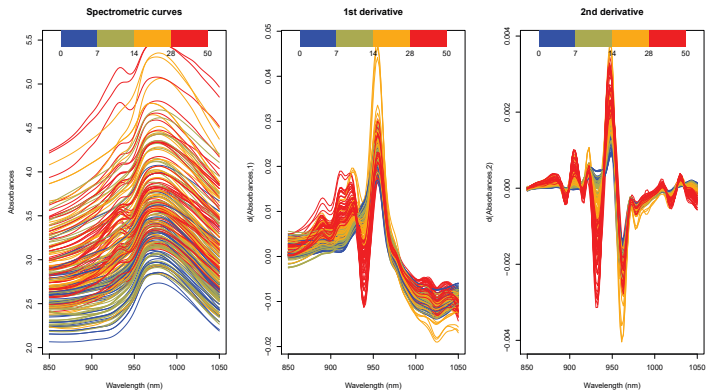 Spectrometric curves
0 7 14 28 50
5.5
5.0
4.5
4.0
3.5
3.0
2.5
2.0
Absorbances
850 900 950 1000 1050
Wavelength (nm)
1st derivative
0 7 14 28 50
0.05
0.04
0.03
0.02
0.01
0.00
-0.01
-0.02
d(Absorbances,1)
850 900 950 1000 1050
Wavelength (nm)
2nd derivative
0 7 14 28 50
0.004
0.002
0.000
-0.002
-0.004
d(Absorbances,2)
850 900 950 1000 1050
Wavelength (nm)